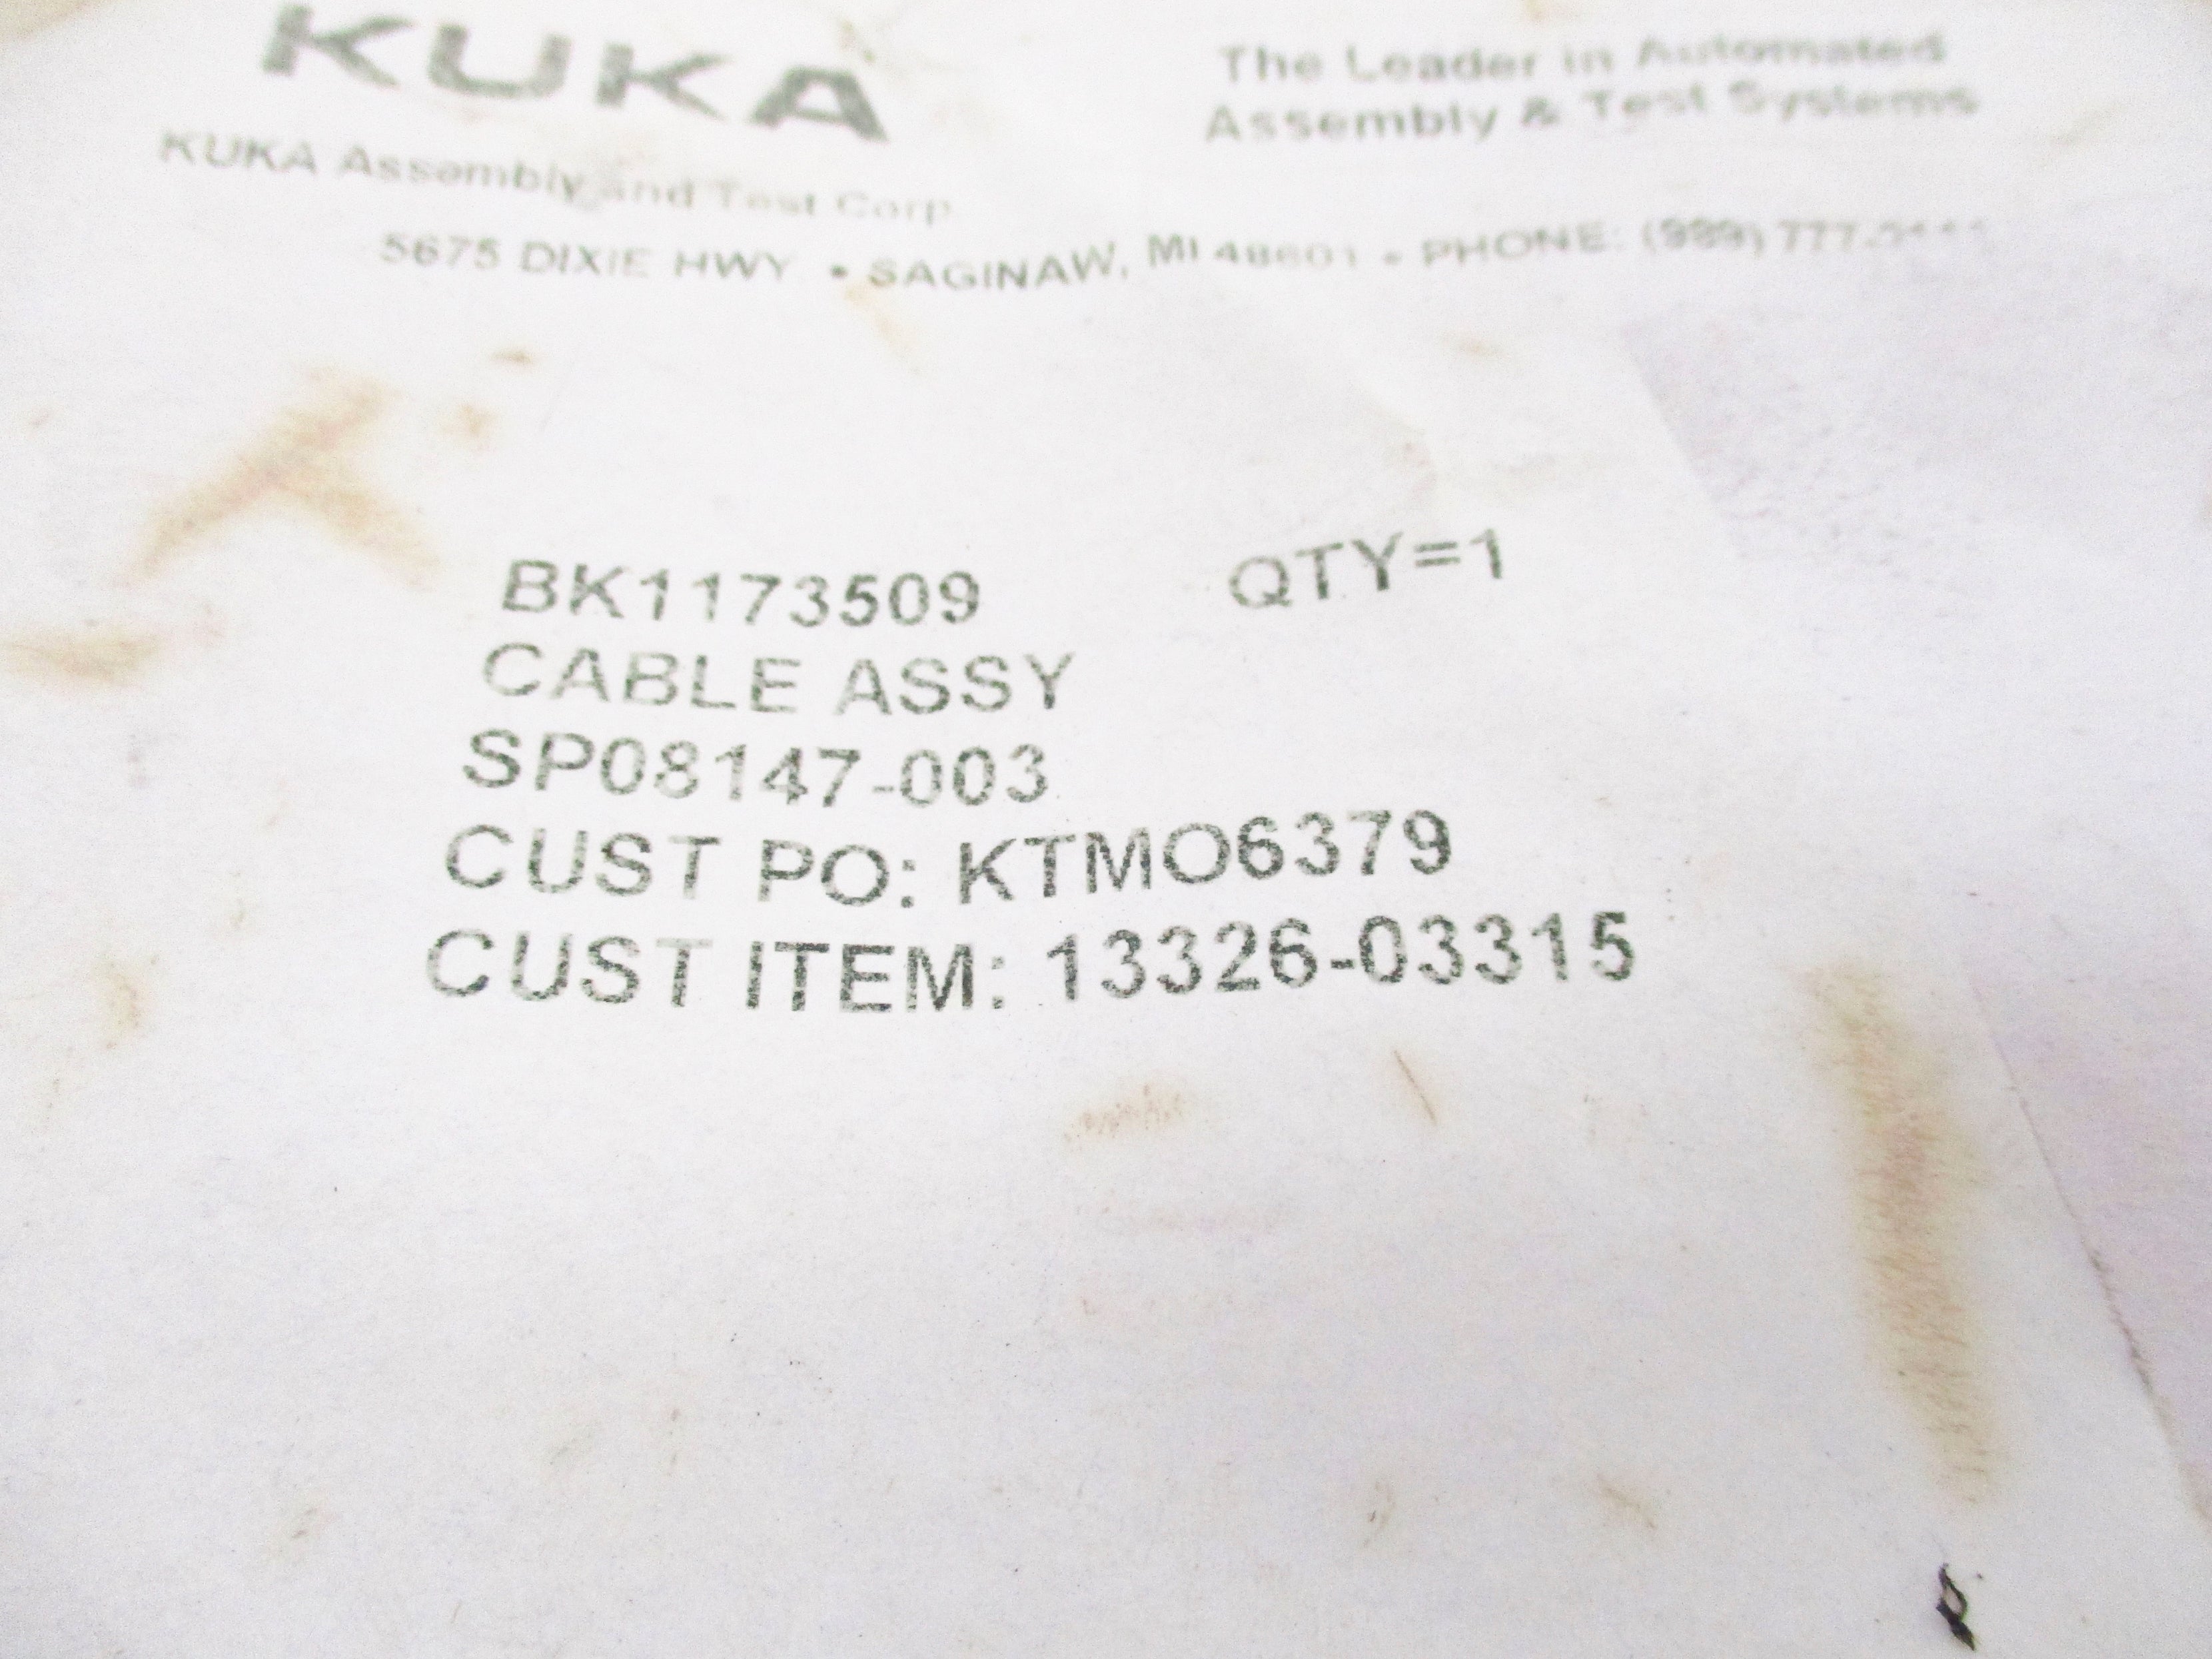 KUKA
The Leader in Automated
Assembly & Test Systems
KUKA Assembly and Test Corp.
5675 DIXIE HWY • SAGINAW, MI 48601 • PHONE: (989)
BK1173509 QTY=1
CABLE ASSY
SP08147-003
CUST PO: KTMO6379
CUST ITEM: 13326-03315